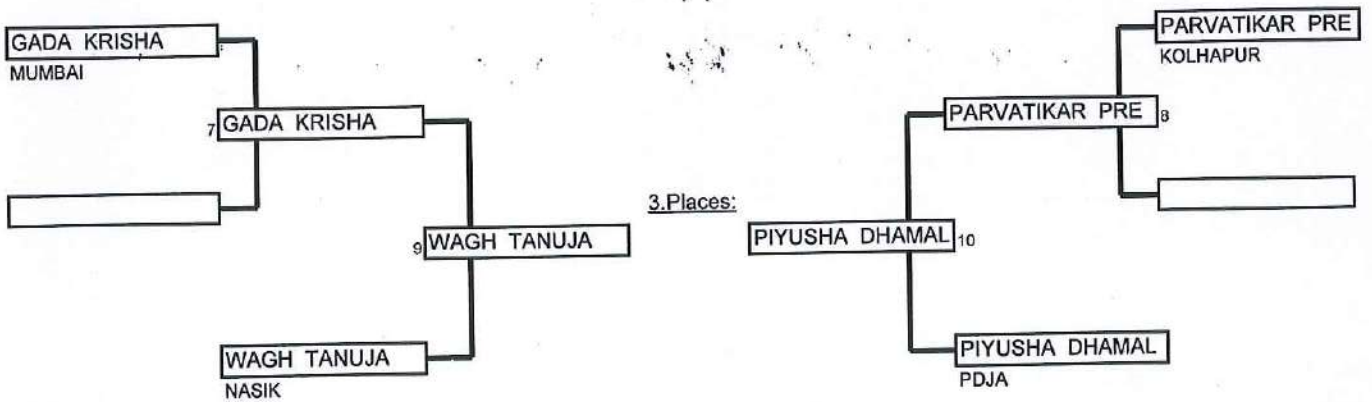 GADA KRISHA
MUMBAI
7 GADA KRISHA
9 WAGH TANUJA
WAGH TANUJA
NASIK
3.Places:
PARVATIKAR PRE
KOLHAPUR
PARVATIKAR PRE 8
PIYUSHA DHAMAL 10
PIYUSHA DHAMAL
PDJA